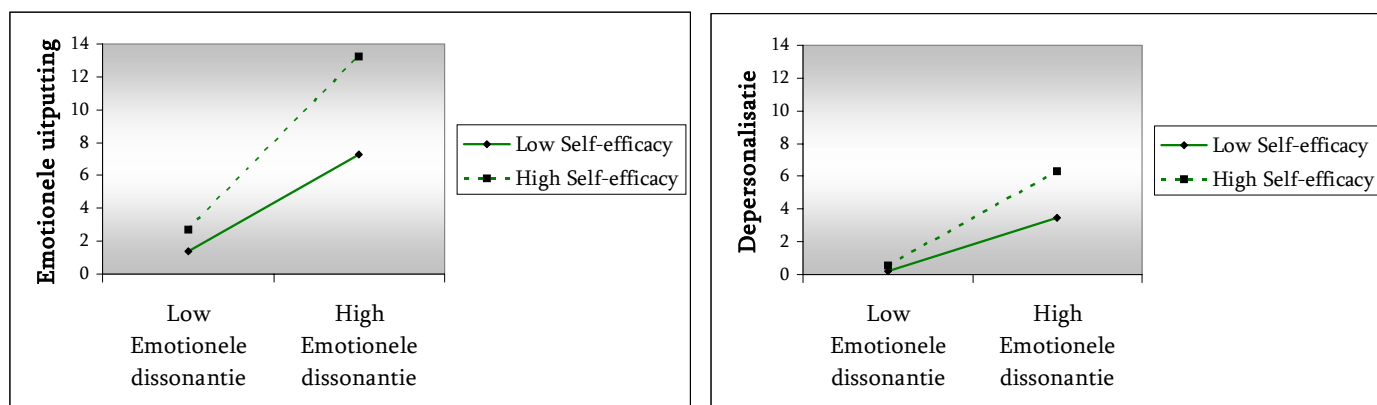 Emotionele uitputting
14
12
10
8
6
4
2
0
Low
Emotionele
dissonantie
High
Emotionele
dissonantie
Low Self-efficacy
High Self-efficacy
Depersonalisatie
14
12
10
8
6
4
2
0
Low
Emotionele
dissonantie
High
Emotionele
dissonantie
Low Self-efficacy
High Self-efficacy